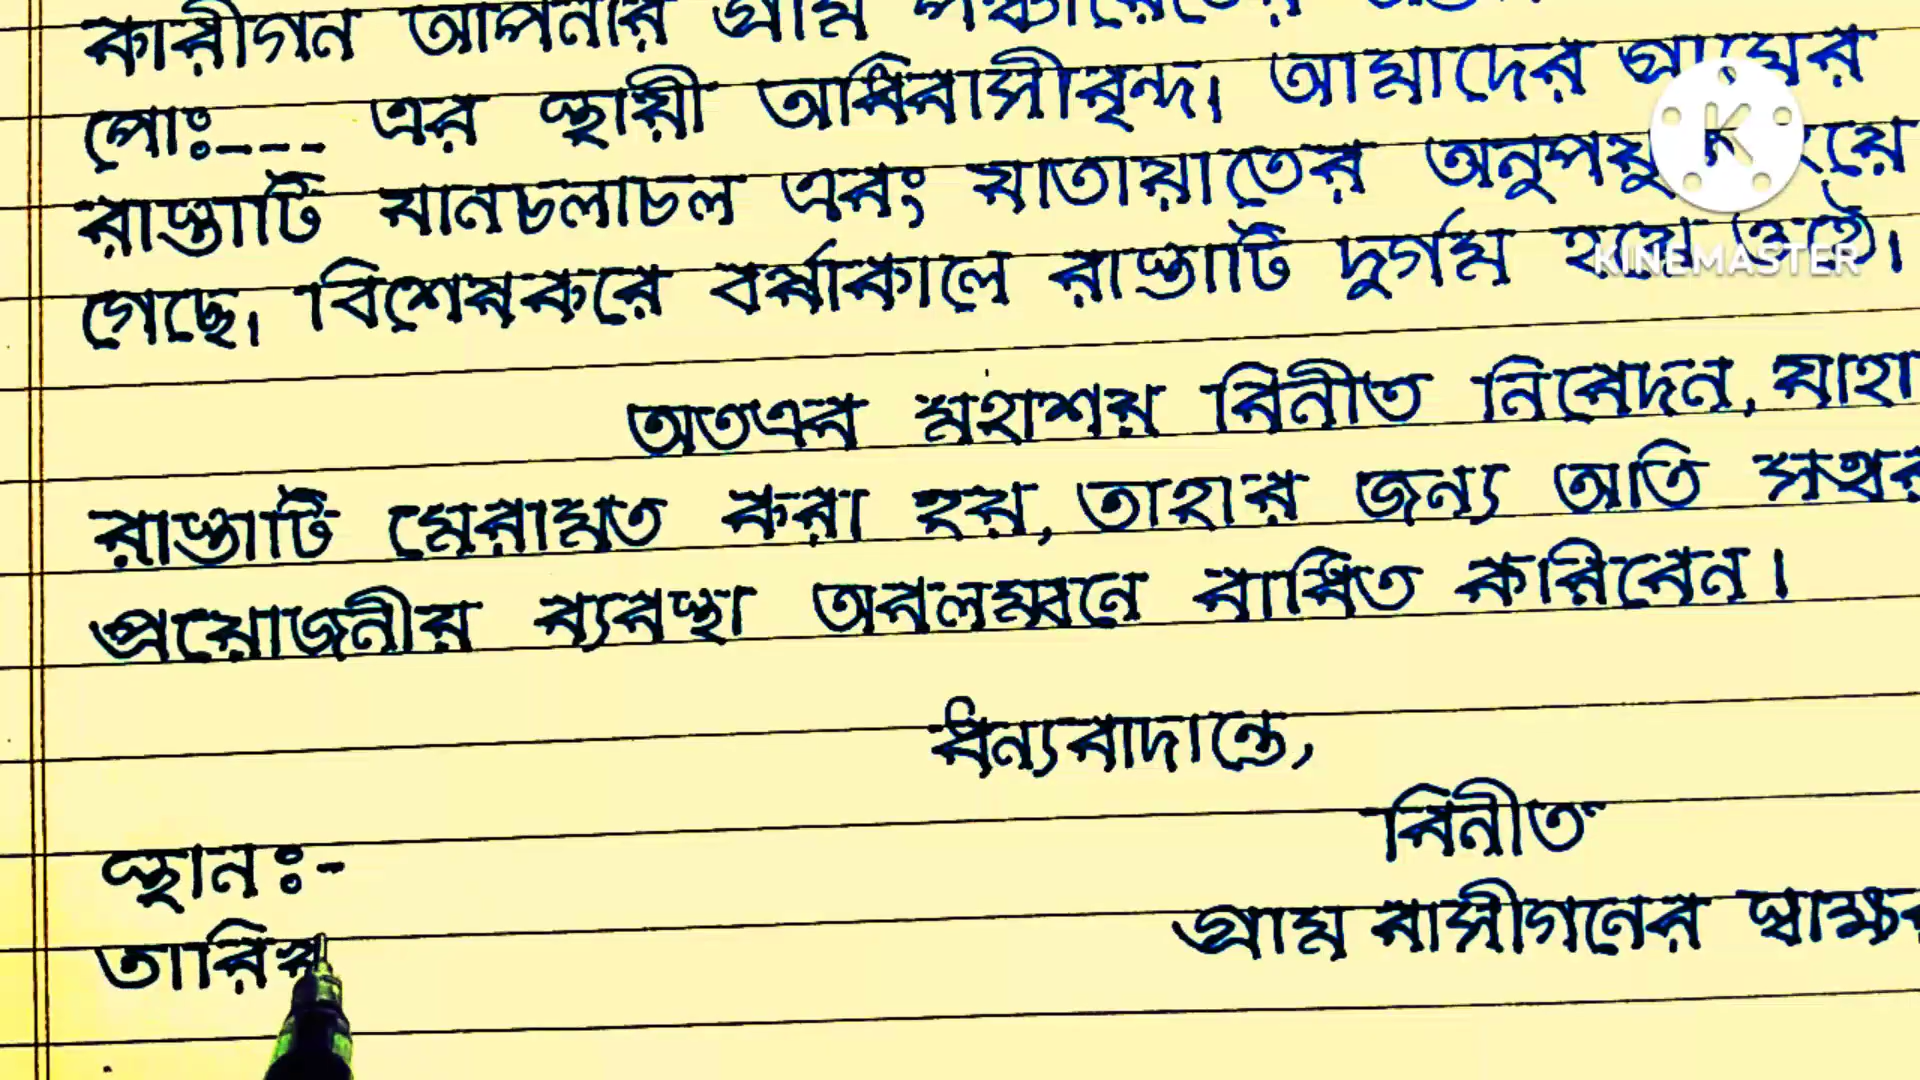 কারীগন আপনার গ্রাম পঞ্চায়েতের
পোঃ---- এর স্থায়ী অধিবাসীবৃন্দ। আমাদের গ্রামের
রাস্তাটি যানচলাচল এবং যাতায়াতের অনুপযুক্ত হয়ে
গেছে। বিশেষকরে বর্ষাকালে রাস্তাটি দুর্গম হয়ে ওঠে।
KINEMASTER
অতএব মহাশয় বিনীত নিবেদন, যাহা
রাস্তাটি মেরামত করা হয়, তাহার জন্য অতি সত্বর
প্রয়োজনীয় ব্যবস্থা অবলম্বনে বাধিত করিবেন।
ধন্যবাদান্তে,
বিনীত
স্থানঃ-
গ্রাম বাসীগনের স্বাক্ষর
তারিখ